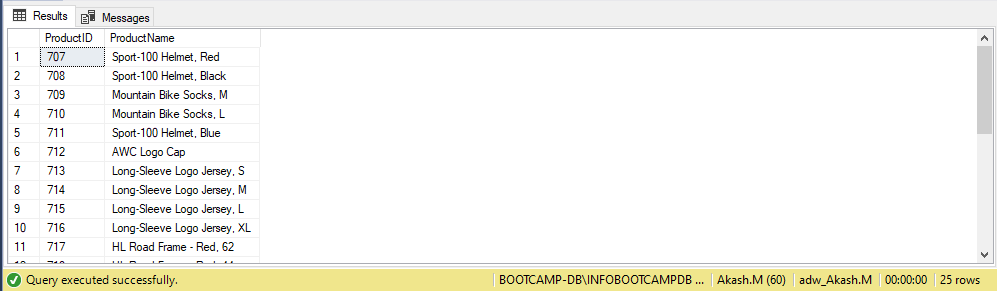 Results Messages
ProductID ProductName
1 707 Sport-100 Helmet, Red
2 708 Sport-100 Helmet, Black
3 709 Mountain Bike Socks, M
4 710 Mountain Bike Socks, L
5 711 Sport-100 Helmet, Blue
6 712 AWC Logo Cap
7 713 Long-Sleeve Logo Jersey, S
8 714 Long-Sleeve Logo Jersey, M
9 715 Long-Sleeve Logo Jersey, L
10 716 Long-Sleeve Logo Jersey, XL
11 717 HL Road Frame - Red, 62
Query executed successfully. BOOTCAMP-DB\INFOBOOTCAMPDB ... Akash.M (60) adw_Akash.M 00:00:00 25 rows